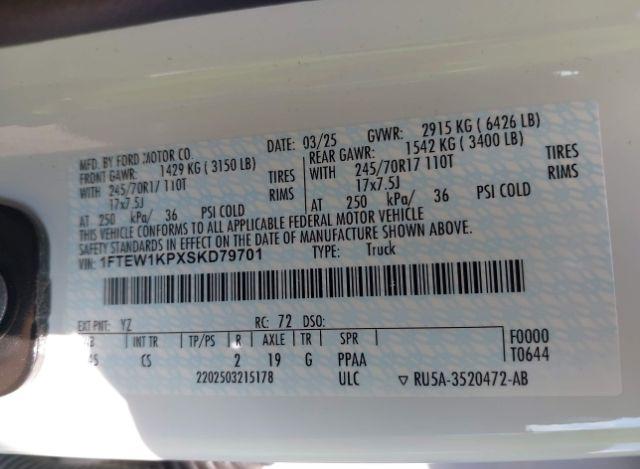 MFD. BY FORD MOTOR CO. DATE: 03/25 GVWR: 2915 KG ( 6426 LB)
FRONT GAWR: 1429 KG ( 3150 LB) REAR GAWR: 1542 KG ( 3400 LB)
WITH 245/70R17 110T TIRES WITH 245/70R17 110T TIRES
17x7.5J RIMS 17x7.5J RIMS
AT 250 kPa/ 36 PSI COLD AT 250 kPa/ 36 PSI COLD
THIS VEHICLE CONFORMS TO ALL APPLICABLE FEDERAL MOTOR VEHICLE
SAFETY STANDARDS IN EFFECT ON THE DATE OF MANUFACTURE SHOWN ABOVE.
VIN: 1FTEW1KPXSKD79701 TYPE: Truck
EXT PNT: YZ RC: 72 DSO:
INT TR TP/PS R AXLE TR SPR F0000
CS 2 19 G PPAA T0644
2202503215178 ULC ▽ RU5A-3520472-AB